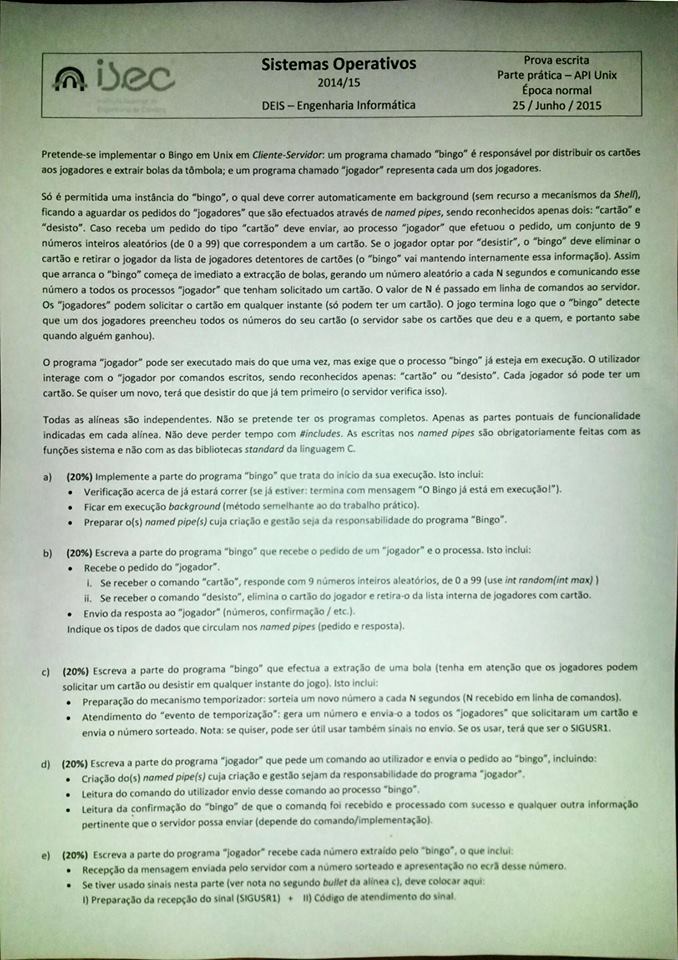 isec
Sistemas Operativos
2014/15
DEIS – Engenharia Informática
Prova escrita
Parte prática – API Unix
Época normal
25 / Junho / 2015
Pretende-se implementar o Bingo em Unix em Cliente-Servidor: um programa chamado "bingo" é responsável por distribuir os cartões
aos jogadores e extrair bolas da tômbola; e um programa chamado "jogador" representa cada um dos jogadores.
Só é permitida uma instância do "bingo", o qual deve correr automaticamente em background (sem recurso a mecanismos da Shell),
ficando a aguardar os pedidos do "jogadores" que são efectuados através de named pipes, sendo reconhecidos apenas dois: "cartão" e
"desisto". Caso receba um pedido do tipo "cartão" deve enviar, ao processo "jogador" que efetuou o pedido, um conjunto de 9
números inteiros aleatórios (de 0 a 99) que correspondem a um cartão. Se o jogador optar por "desistir", o "bingo" deve eliminar o
cartão e retirar o jogador da lista de jogadores detentores de cartões (o "bingo" vai mantendo internamente essa informação). Assim
que arranca o "bingo" começa de imediato a extracção de bolas, gerando um número aleatório a cada N segundos e comunicando esse
número a todos os processos "jogador" que tenham solicitado um cartão. O valor de N é passado em linha de comandos ao servidor.
Os "jogadores" podem solicitar o cartão em qualquer instante (só podem ter um cartão). O jogo termina logo que o "bingo" detecte
que um dos jogadores preencheu todos os números do seu cartão (o servidor sabe os cartões que deu e a quem, e portanto sabe
quando alguém ganhou).
O programa "jogador" pode ser executado mais do que uma vez, mas exige que o processo "bingo" já esteja em execução. O utilizador
interage com o "jogador por comandos escritos, sendo reconhecidos apenas: "cartão" ou "desisto". Cada jogador só pode ter um
cartão. Se quiser um novo, terá que desistir do que já tem primeiro (o servidor verifica isso).
Todas as alíneas são independentes. Não se pretende ter os programas completos. Apenas as partes pontuais de funcionalidade
indicadas em cada alínea. Não deve perder tempo com #includes. As escritas nos named pipes são obrigatoriamente feitas com as
funções sistema e não com as das bibliotecas standard da linguagem C.
a) (20%) Implemente a parte do programa "bingo" que trata do início da sua execução. Isto inclui:
• Verificação acerca de já estará correr (se já estiver: termina com mensagem "O Bingo já está em execução!").
• Ficar em execução background (método semelhante ao do trabalho prático).
• Preparar o(s) named pipe(s) cuja criação e gestão seja da responsabilidade do programa "Bingo".
b) (20%) Escreva a parte do programa "bingo" que recebe o pedido de um "jogador" e o processa. Isto inclui:
• Recebe o pedido do "jogador".
i. Se receber o comando "cartão", responde com 9 números inteiros aleatórios, de 0 a 99 (use int random(int max) )
ii. Se receber o comando "desisto", elimina o cartão do jogador e retira-o da lista interna de jogadores com cartão.
• Envio da resposta ao "jogador" (números, confirmação / etc.).
Indique os tipos de dados que circulam nos named pipes (pedido e resposta).
c) (20%) Escreva a parte do programa "bingo" que efectua a extração de uma bola (tenha em atenção que os jogadores podem
solicitar um cartão ou desistir em qualquer instante do jogo). Isto inclui:
• Preparação do mecanismo temporizador: sorteia um novo número a cada N segundos (N recebido em linha de comandos).
• Atendimento do "evento de temporização": gera um número e envia-o a todos os "jogadores" que solicitaram um cartão e
envia o número sorteado. Nota: se quiser, pode ser útil usar também sinais no envio. Se os usar, terá que ser o SIGUSR1.
d) (20%) Escreva a parte do programa "jogador" que pede um comando ao utilizador e envia o pedido ao "bingo", incluindo:
• Criação do(s) named pipe(s) cuja criação e gestão sejam da responsabilidade do programa "jogador".
• Leitura do comando do utilizador envio desse comando ao processo "bingo".
• Leitura da confirmação do "bingo" de que o comando foi recebido e processado com sucesso e qualquer outra informação
pertinente que o servidor possa enviar (depende do comando/implementação).
e) (20%) Escreva a parte do programa "jogador" recebe cada número extraído pelo "bingo", o que inclui:
• Recepção da mensagem enviada pelo servidor com a número sorteado e apresentação no ecrã desse número.
• Se tiver usado sinais nesta parte (ver nota no segundo bullet da alínea c), deve colocar aqui:
I) Preparação da recepção do sinal (SIGUSR1) + II) Código de atendimento do sinal.